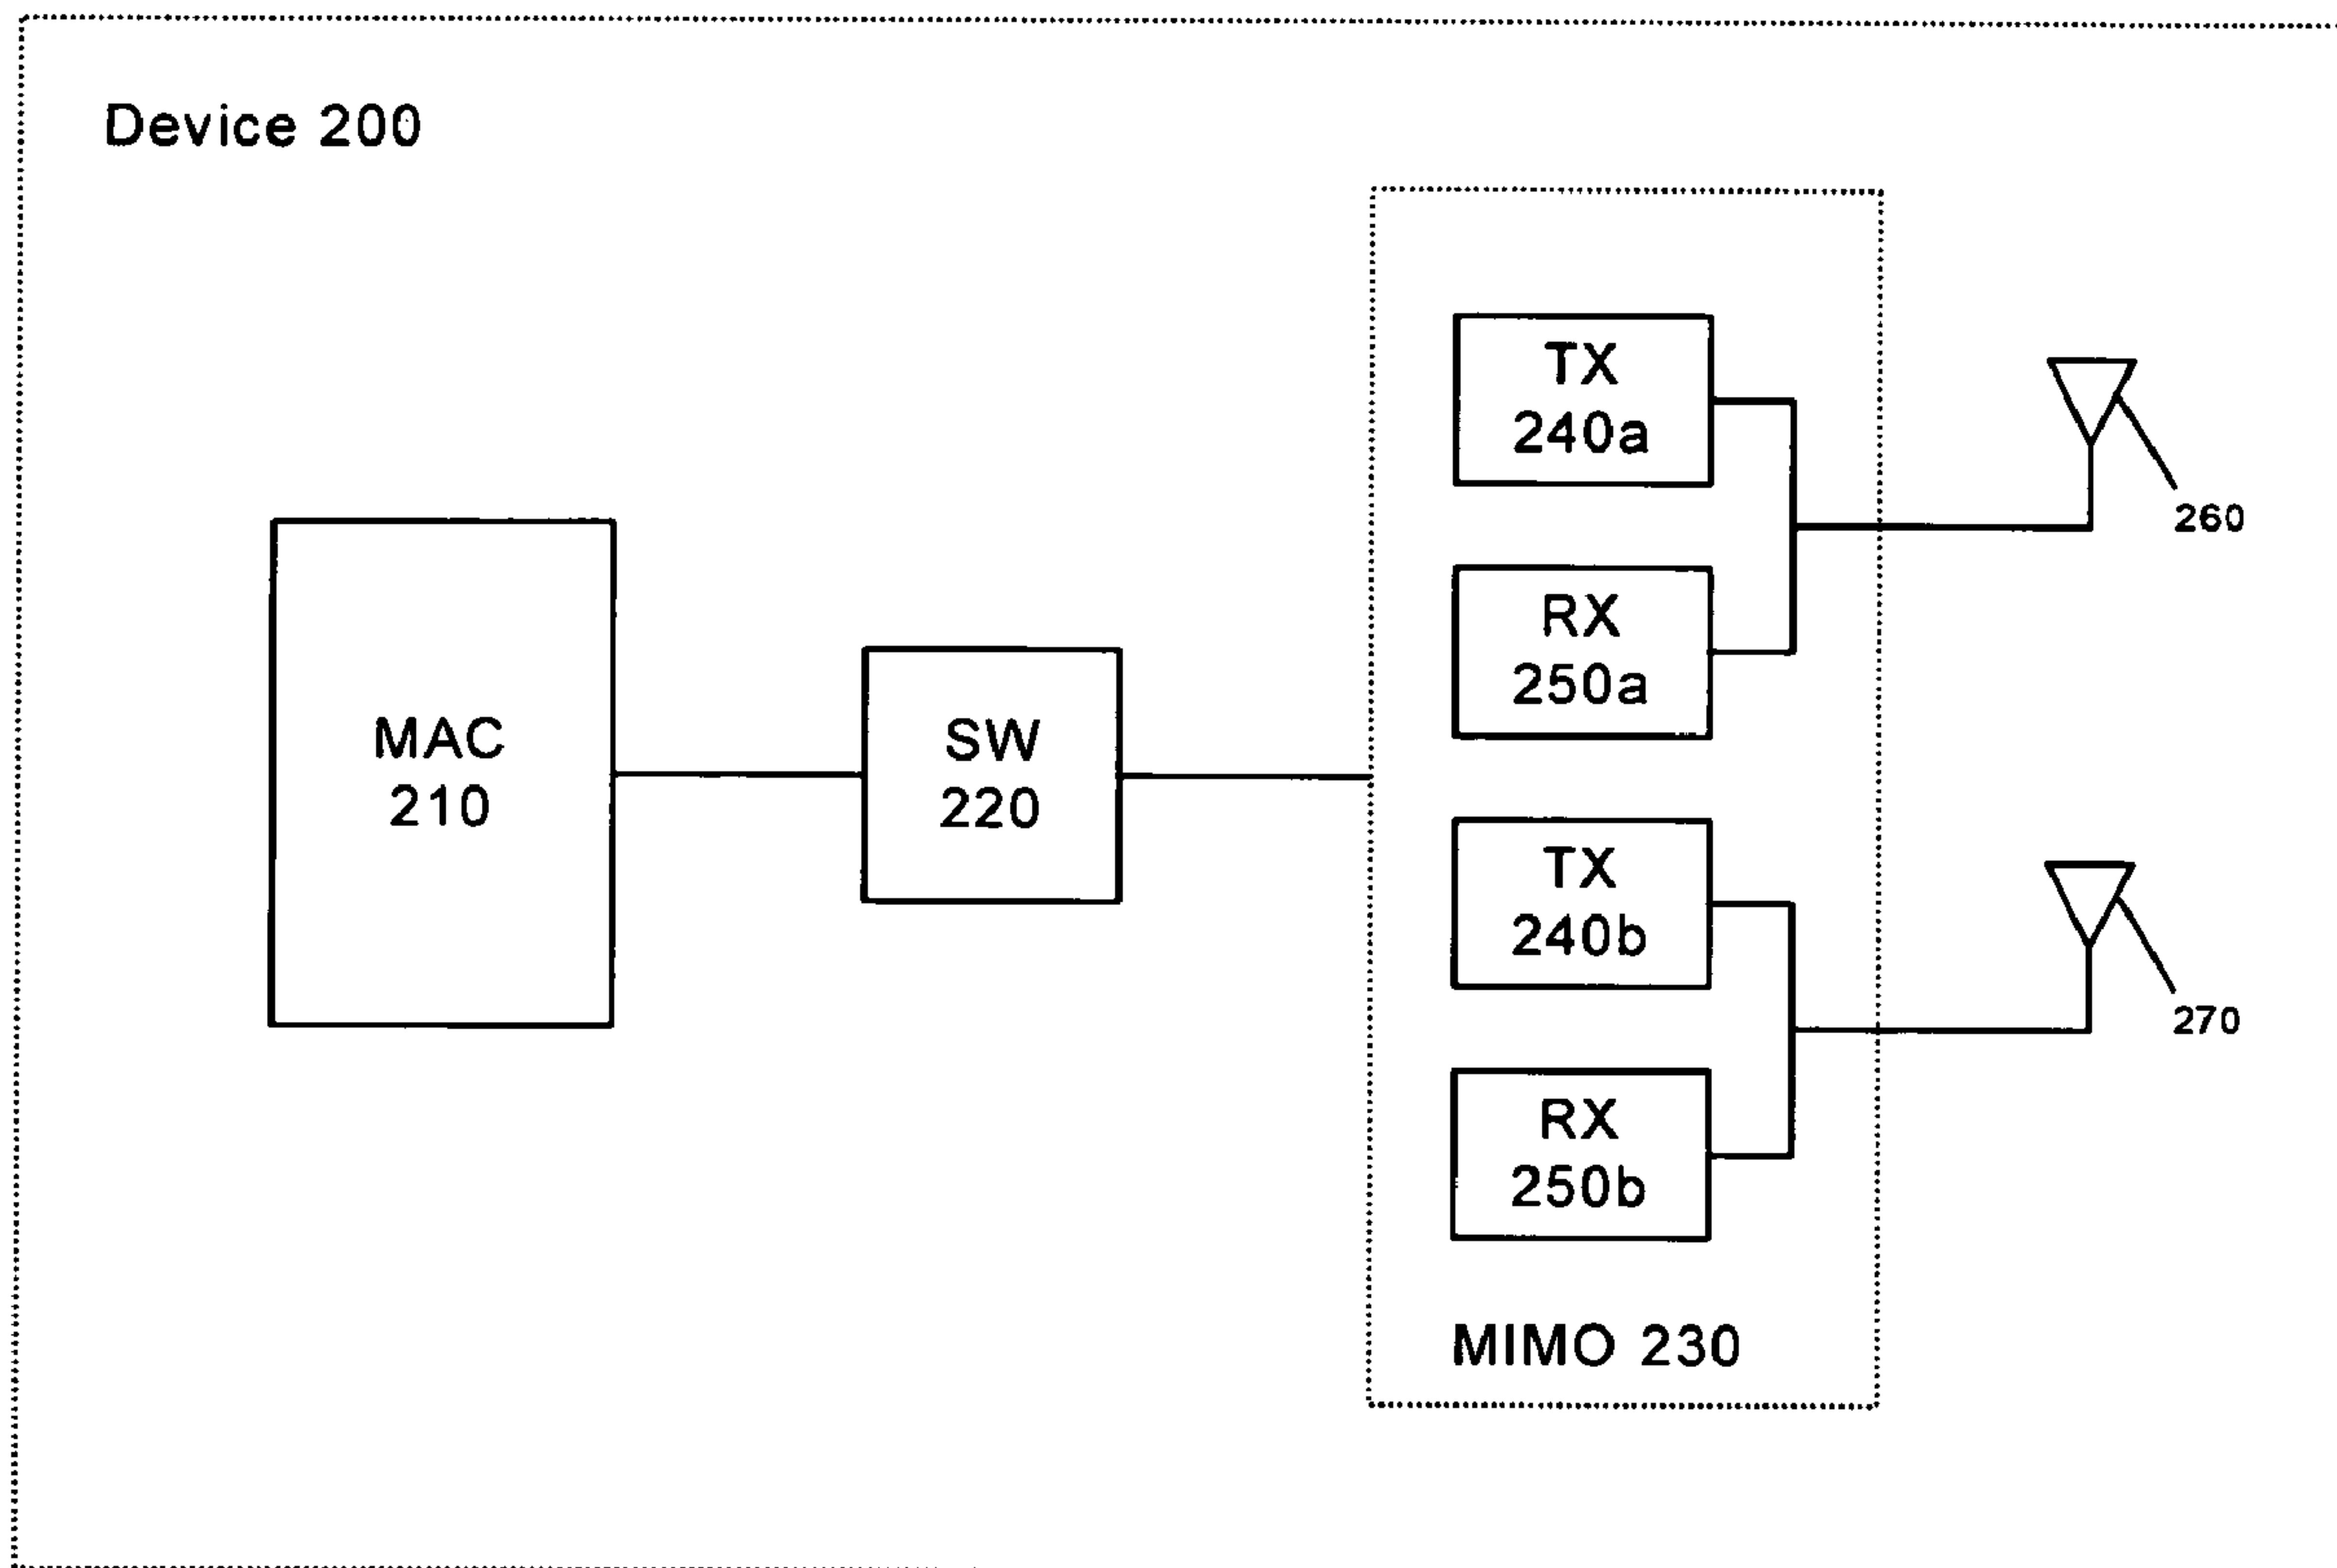 Device 200
MAC
210
SW
220
TX
240a
RX
250a
TX
240b
RX
250b
MIMO 230
260
270